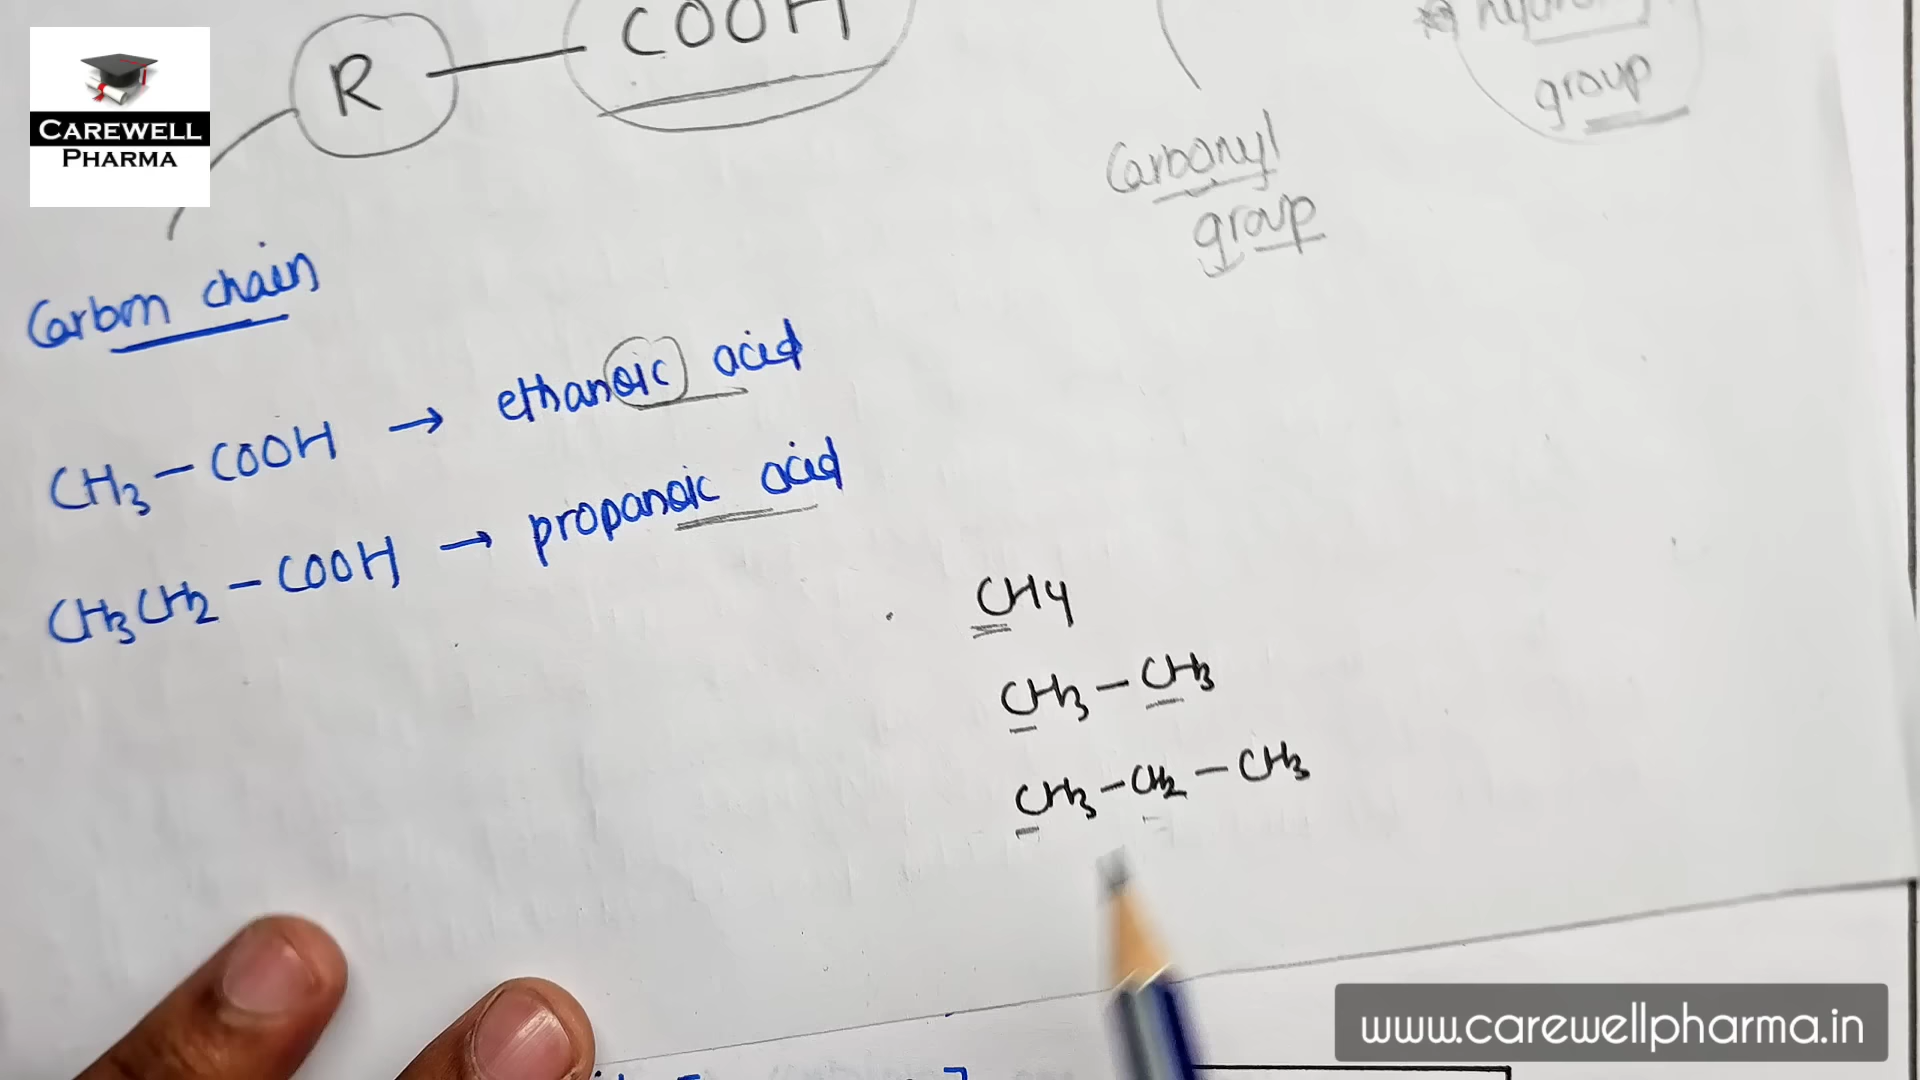 CAREWELL
PHARMA
R — COOH
group
Carbonyl
group
Carbon chain
CH3 — COOH → ethanoic acid
CH3CH2 — COOH → propanoic acid
CH4
CH3 — CH3
CH3 — CH2 — CH3
www.carewellpharma.in